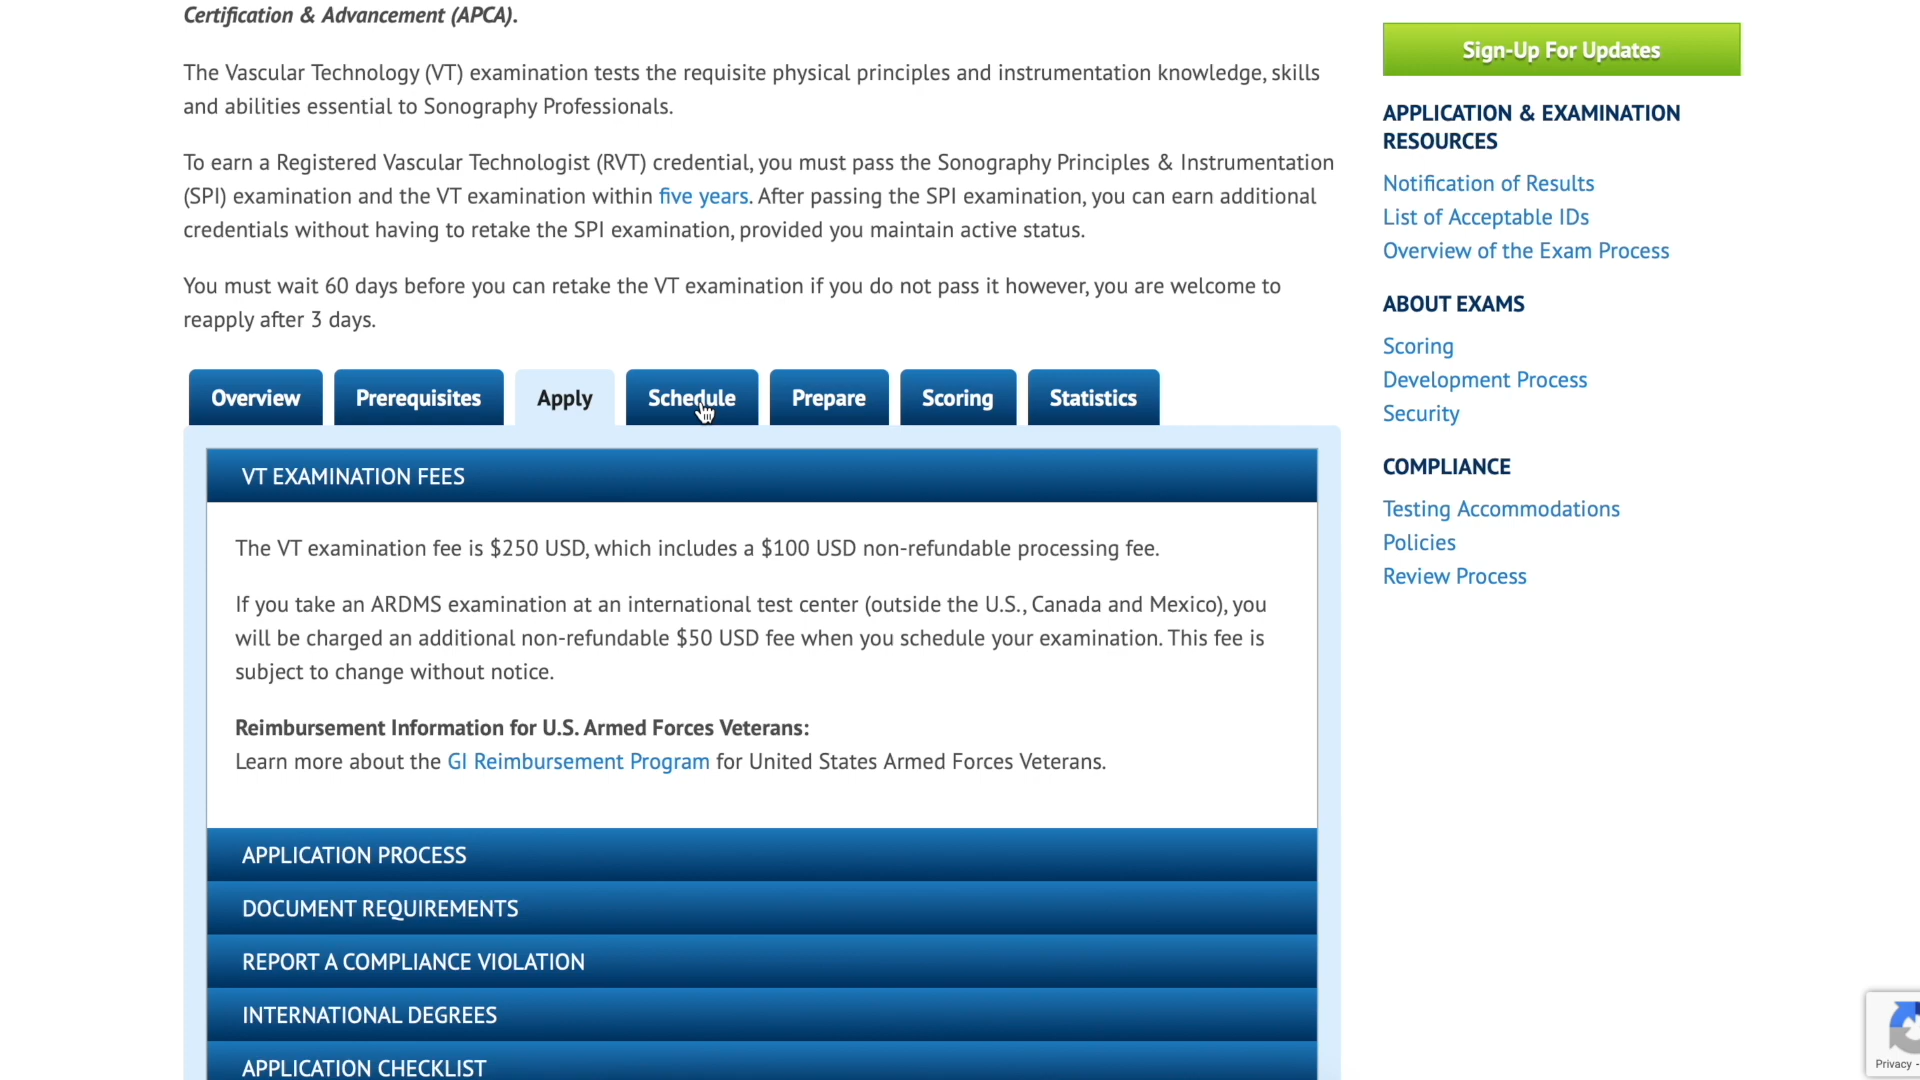 Certification & Advancement (APCA).
The Vascular Technology (VT) examination tests the requisite physical principles and instrumentation knowledge, skills
and abilities essential to Sonography Professionals.
To earn a Registered Vascular Technologist (RVT) credential, you must pass the Sonography Principles & Instrumentation
(SPI) examination and the VT examination within five years. After passing the SPI examination, you can earn additional
credentials without having to retake the SPI examination, provided you maintain active status.
You must wait 60 days before you can retake the VT examination if you do not pass it however, you are welcome to
reapply after 3 days.
Overview Prerequisites Apply Schedule Prepare Scoring Statistics
VT EXAMINATION FEES
The VT examination fee is $250 USD, which includes a $100 USD non-refundable processing fee.
If you take an ARDMS examination at an international test center (outside the U.S., Canada and Mexico), you
will be charged an additional non-refundable $50 USD fee when you schedule your examination. This fee is
subject to change without notice.
Reimbursement Information for U.S. Armed Forces Veterans:
Learn more about the GI Reimbursement Program for United States Armed Forces Veterans.
APPLICATION PROCESS
DOCUMENT REQUIREMENTS
REPORT A COMPLIANCE VIOLATION
INTERNATIONAL DEGREES
APPLICATION CHECKLIST
Sign-Up For Updates
APPLICATION & EXAMINATION
RESOURCES
Notification of Results
List of Acceptable IDs
Overview of the Exam Process
ABOUT EXAMS
Scoring
Development Process
Security
COMPLIANCE
Testing Accommodations
Policies
Review Process
Privacy -